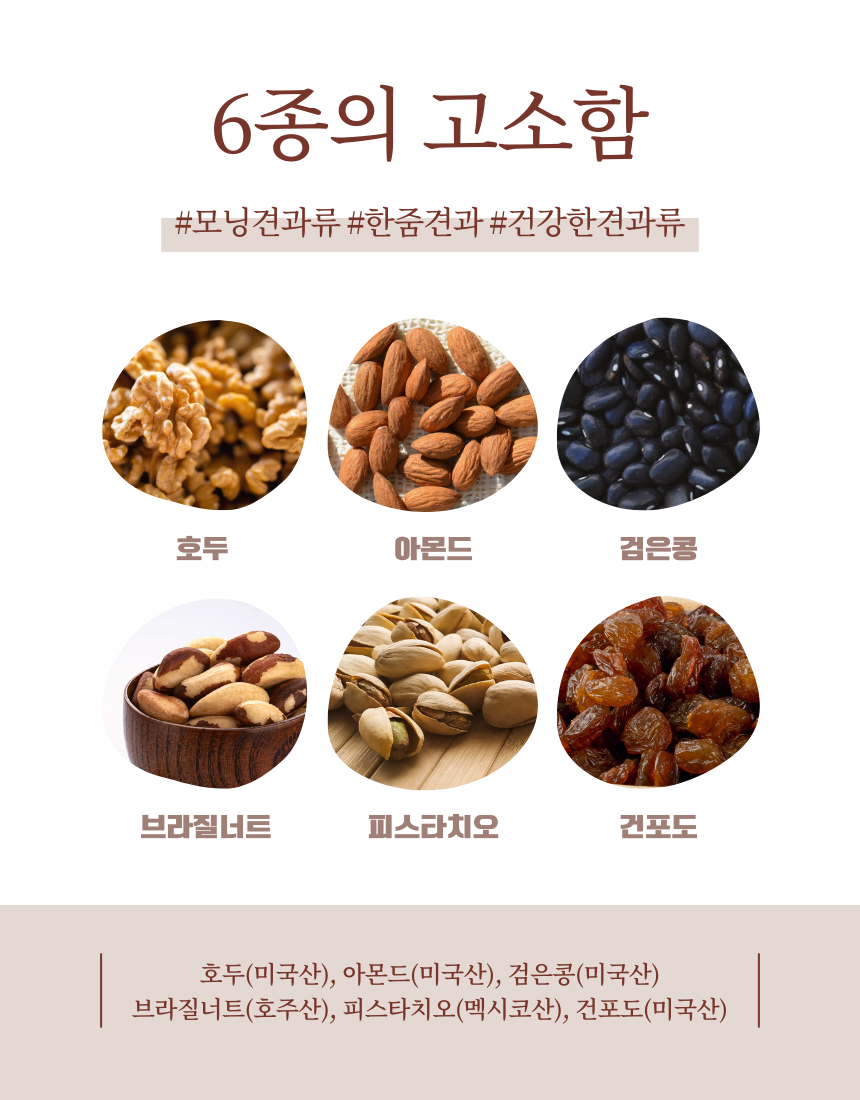 6종의 고소함
#모닝견과류 #한줌견과 #건강한견과류
호두
아몬드
검은콩
브라질너트
피스타치오
건포도
호두(미국산), 아몬드(미국산), 검은콩(미국산)
브라질너트(호주산), 피스타치오(멕시코산), 건포도(미국산)